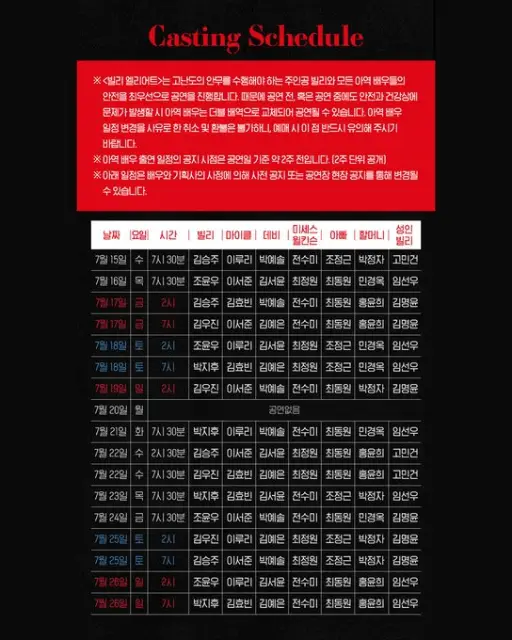 Casting Schedule
※ <빌리 엘리어트>는 고난도의 안무를 수행해야 하는 주인공 빌리와 모든 아역 배우들의
안전을 최우선으로 공연을 진행합니다. 때문에 공연 전, 혹은 공연 중에도 안전과 건강상에
문제가 발생할 시 아역 배우는 더블 배역으로 교체되어 공연될 수 있습니다. 아역 배우
일정 변경을 사유로 한 취소 및 환불은 불가하니, 예매 시 이 점 반드시 유의해 주시기
바랍니다.
※ 아역 배우 출연 일정의 공지 시점은 공연일 기준 약 2주 전입니다. [2주 단위 공개]
※ 아래 일정은 배우와 기획사의 사정에 의해 사전 공지 또는 공연장 현장 공지를 통해 변경될
수 있습니다.
날짜 요일 시간 빌리 마이클 데비 미세스 윌킨슨 아빠 할머니 성인 빌리
7월 15일 수 7시 30분 김승주 이루리 박예솔 전수미 조정근 박정자 고민건
7월 16일 목 7시 30분 조윤우 이서준 김서윤 최정원 최동원 민경옥 임선우
7월 17일 금 2시 김승주 김효빈 박예솔 전수미 조정근 홍윤희 김명윤
7월 17일 금 7시 김우진 이서준 김예은 전수미 최동원 홍윤희 김명윤
7월 18일 토 2시 조윤우 이루리 김서윤 최정원 조정근 민경옥 임선우
7월 18일 토 7시 박지후 김효빈 김예은 최정원 조정근 민경옥 임선우
7월 19일 일 2시 김우진 이서준 박예솔 전수미 최동원 박정자 김명윤
7월 20일 월 공연없음
7월 21일 화 7시 30분 박지후 이루리 박예솔 전수미 최동원 민경옥 임선우
7월 22일 수 2시 30분 김승주 이서준 김서윤 최정원 최동원 홍윤희 고민건
7월 22일 수 7시 30분 김우진 김효빈 김예은 최정원 최동원 홍윤희 고민건
7월 23일 목 7시 30분 박지후 김효빈 김서윤 전수미 조정근 박정자 임선우
7월 24일 금 7시 30분 조윤우 이서준 박예솔 전수미 최동원 민경옥 김명윤
7월 25일 토 2시 김우진 이루리 김예은 최정원 조정근 박정자 김명윤
7월 25일 토 7시 김승주 이서준 박예솔 최정원 조정근 박정자 김명윤
7월 26일 일 2시 조윤우 이루리 김서윤 전수미 최동원 홍윤희 임선우
7월 26일 일 7시 박지후 김효빈 김예은 전수미 최동원 홍윤희 임선우